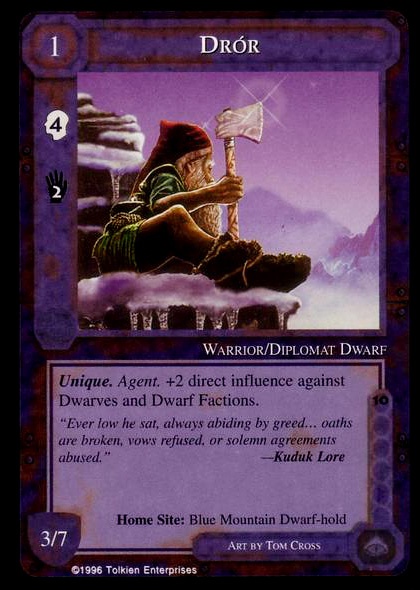 1
DRÓR
4
2
WARRIOR/DIPLOMAT DWARF
Unique. Agent. +2 direct influence against
Dwarves and Dwarf Factions.
10
“Ever low he sat, always abiding by greed… oaths
are broken, vows refused, or solemn agreements
abused.” —Kuduk Lore
Home Site: Blue Mountain Dwarf-hold
3/7
ART BY TOM CROSS
©1996 Tolkien Enterprises